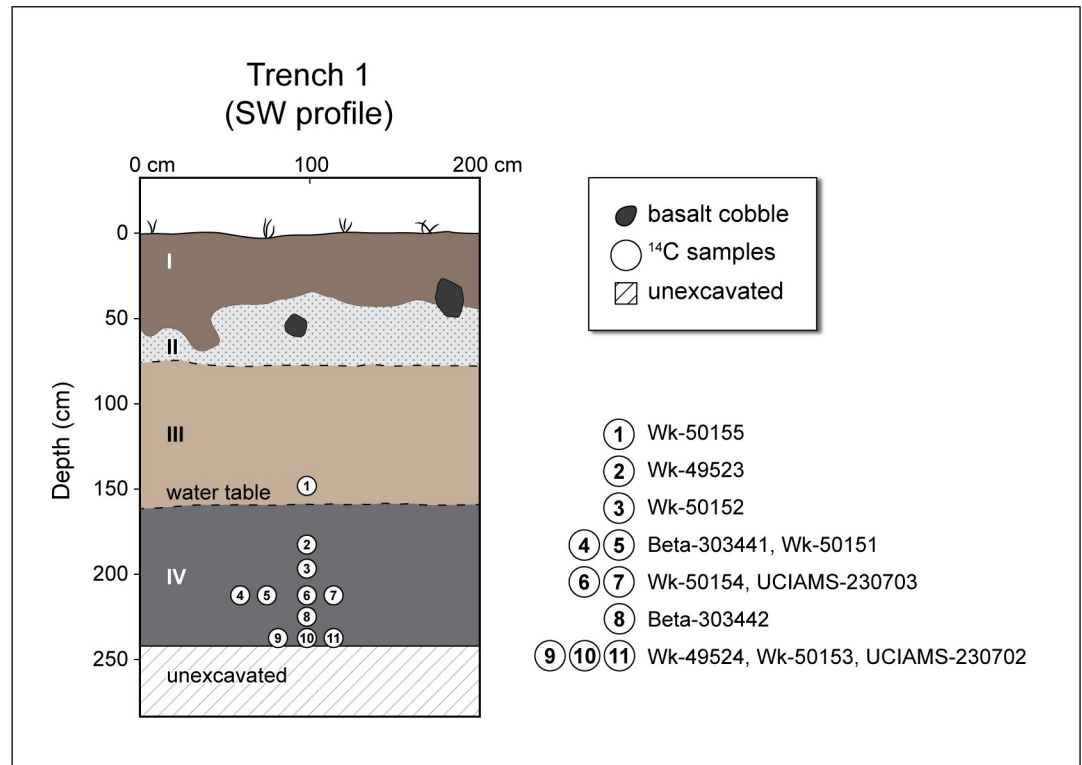 Trench 1
(SW profile)
0 cm 100 200 cm
Depth (cm)
0
50
100
150
200
250
I
II
III
water table
IV
unexcavated
1
2
3
4 5 6 7
8
9 10 11
basalt cobble
¹⁴C samples
unexcavated
1 Wk-50155
2 Wk-49523
3 Wk-50152
4 5 Beta-303441, Wk-50151
6 7 Wk-50154, UCIAMS-230703
8 Beta-303442
9 10 11 Wk-49524, Wk-50153, UCIAMS-230702